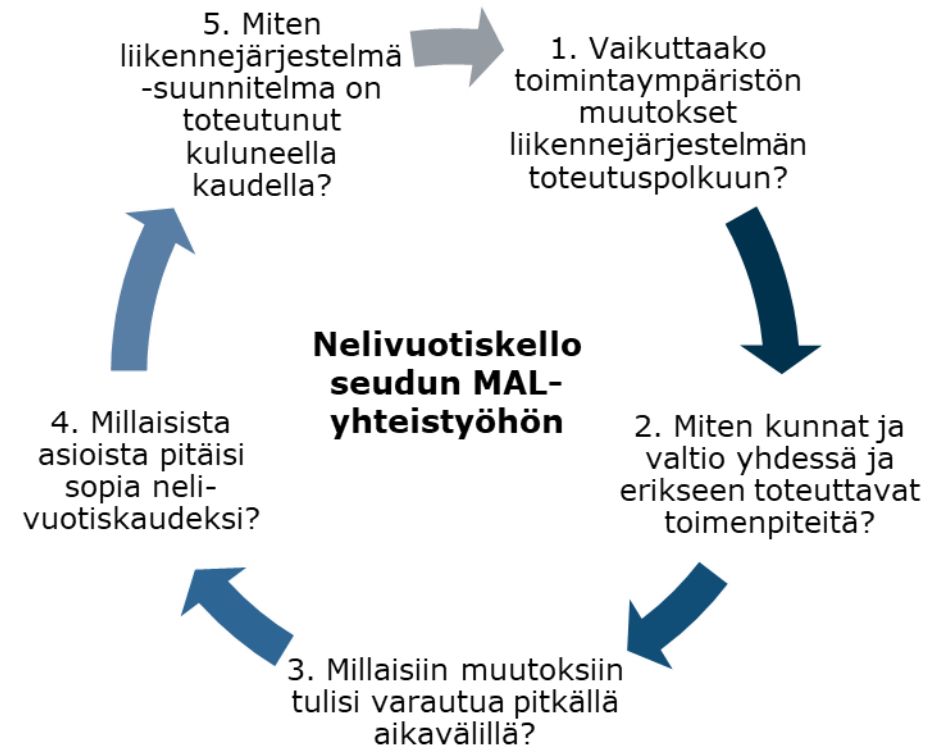 5. Miten
liikennejärjestelmä
-suunnitelma on
toteutunut
kuluneella
kaudella?
1. Vaikuttaako
toimintaympäristön
muutokset
liikennejärjestelmän
toteutuspolkuun?
Nelivuotiskello
seudun MAL-
yhteistyöhön
2. Miten kunnat ja
valtio yhdessä ja
erikseen toteuttavat
toimenpiteitä?
3. Millaisiin muutoksiin
tulisi varautua pitkällä
aikavälillä?
4. Millaisista
asioista pitäisi
sopia neli-
vuotiskaudeksi?